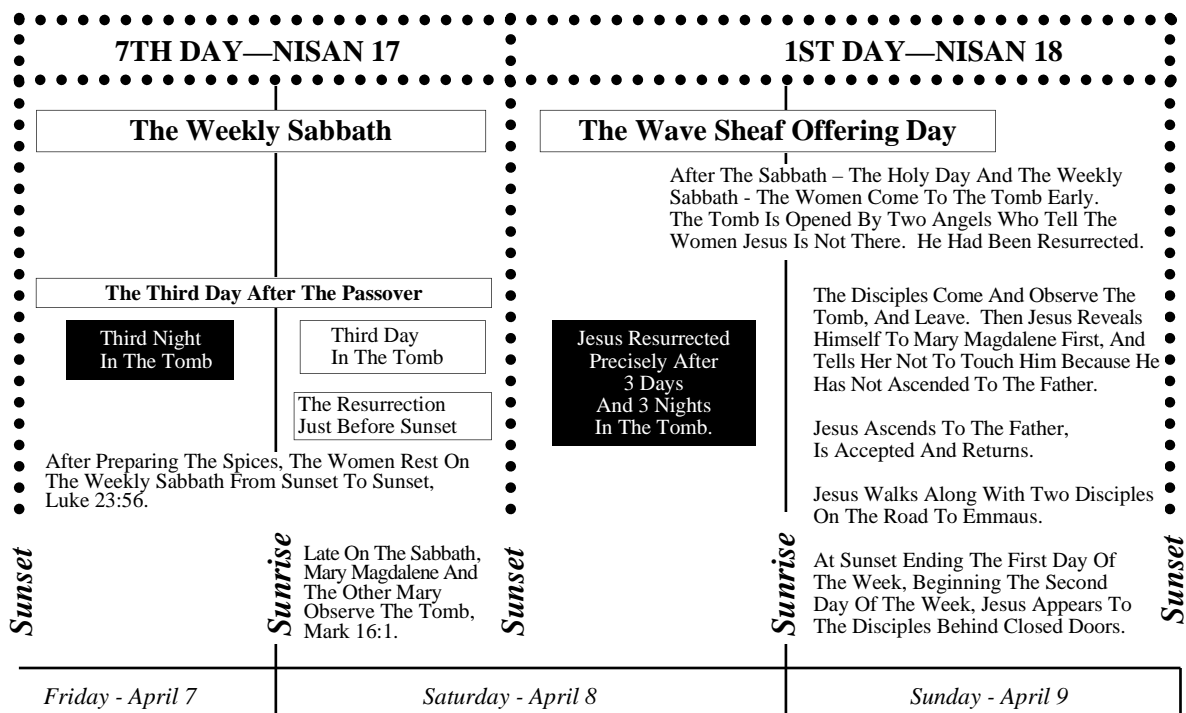 7TH DAY—NISAN 17
The Weekly Sabbath
The Third Day After The Passover
Third Night
In The Tomb
Third Day
In The Tomb
The Resurrection
Just Before Sunset
After Preparing The Spices, The Women Rest On
The Weekly Sabbath From Sunset To Sunset,
Luke 23:56.
Late On The Sabbath,
Mary Magdalene And
The Other Mary
Observe The Tomb,
Mark 16:1.
Sunset
Sunrise
Sunset
1ST DAY—NISAN 18
The Wave Sheaf Offering Day
After The Sabbath – The Holy Day And The Weekly
Sabbath - The Women Come To The Tomb Early.
The Tomb Is Opened By Two Angels Who Tell The
Women Jesus Is Not There.  He Had Been Resurrected.
Jesus Resurrected
Precisely After
3 Days
And 3 Nights
In The Tomb.
The Disciples Come And Observe The
Tomb, And Leave.  Then Jesus Reveals
Himself To Mary Magdalene First, And
Tells Her Not To Touch Him Because He
Has Not Ascended To The Father.
Jesus Ascends To The Father,
Is Accepted And Returns.
Jesus Walks Along With Two Disciples
On The Road To Emmaus.
At Sunset Ending The First Day Of
The Week, Beginning The Second
Day Of The Week, Jesus Appears To
The Disciples Behind Closed Doors.
Sunrise
Sunset
Friday - April 7
Saturday - April 8
Sunday - April 9